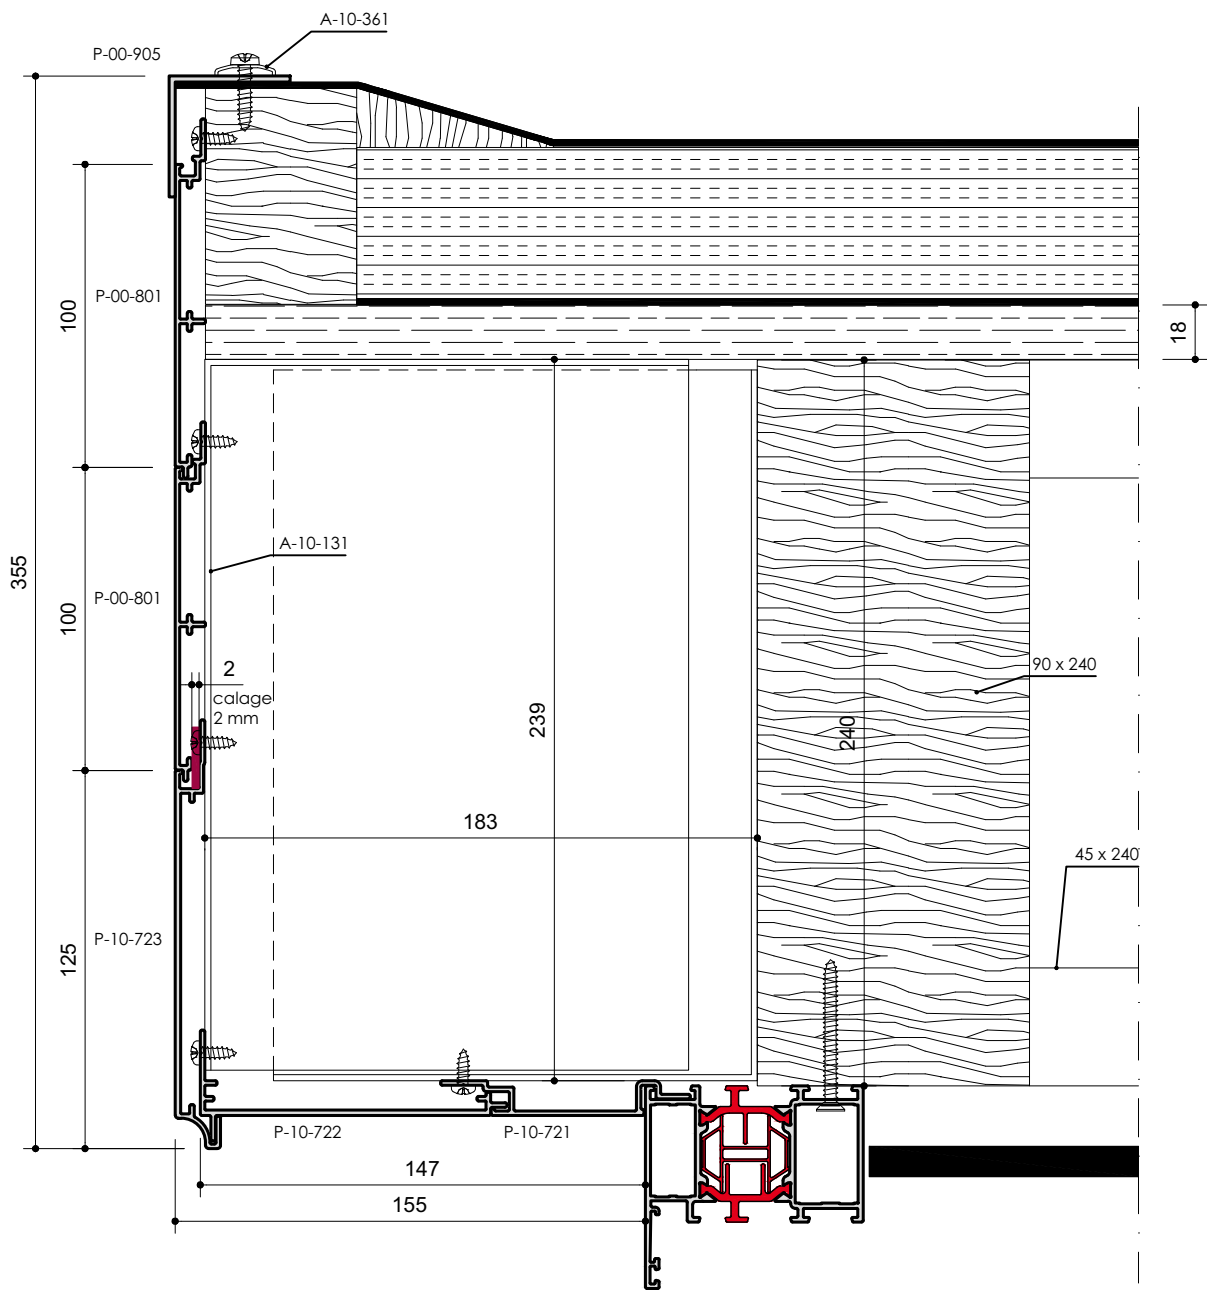 A-10-361
P-00-905
P-00-801
100
18
A-10-131
355
P-00-801
100
2
calage
2 mm
90 x 240
239
240
183
45 x 240
P-10-723
125
P-10-722
P-10-721
147
155